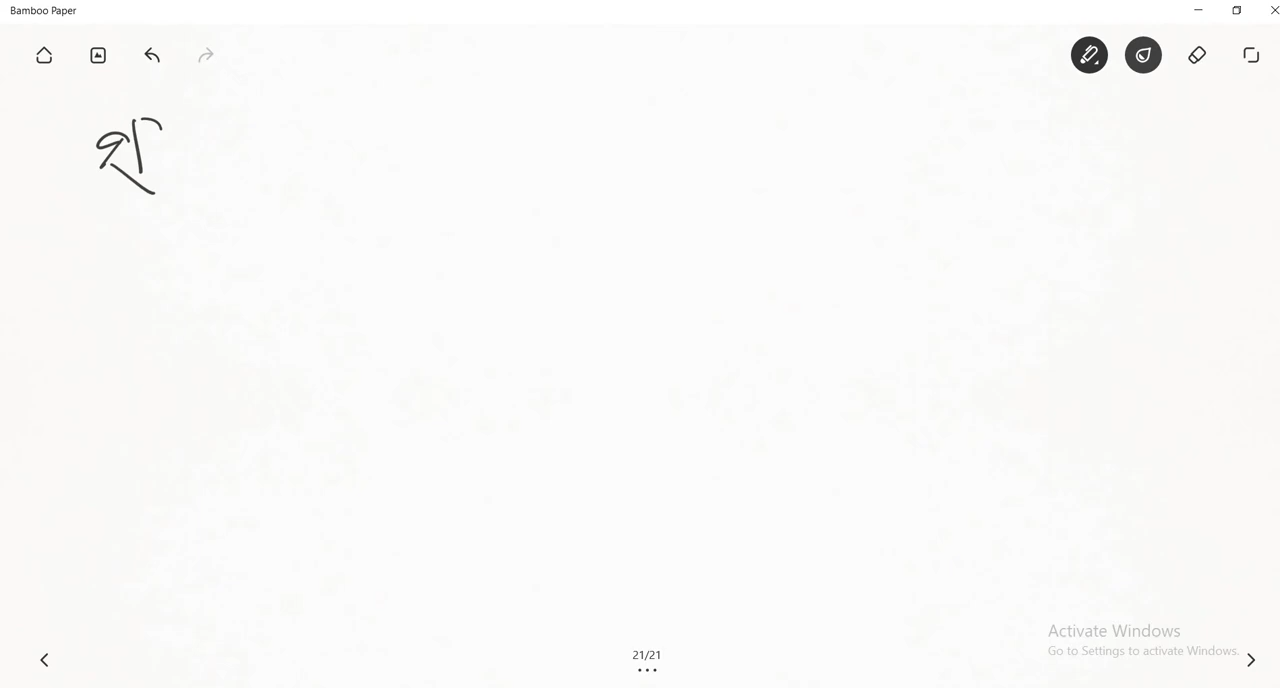 Bamboo Paper
21/21
Activate Windows
Go to Settings to activate Windows.